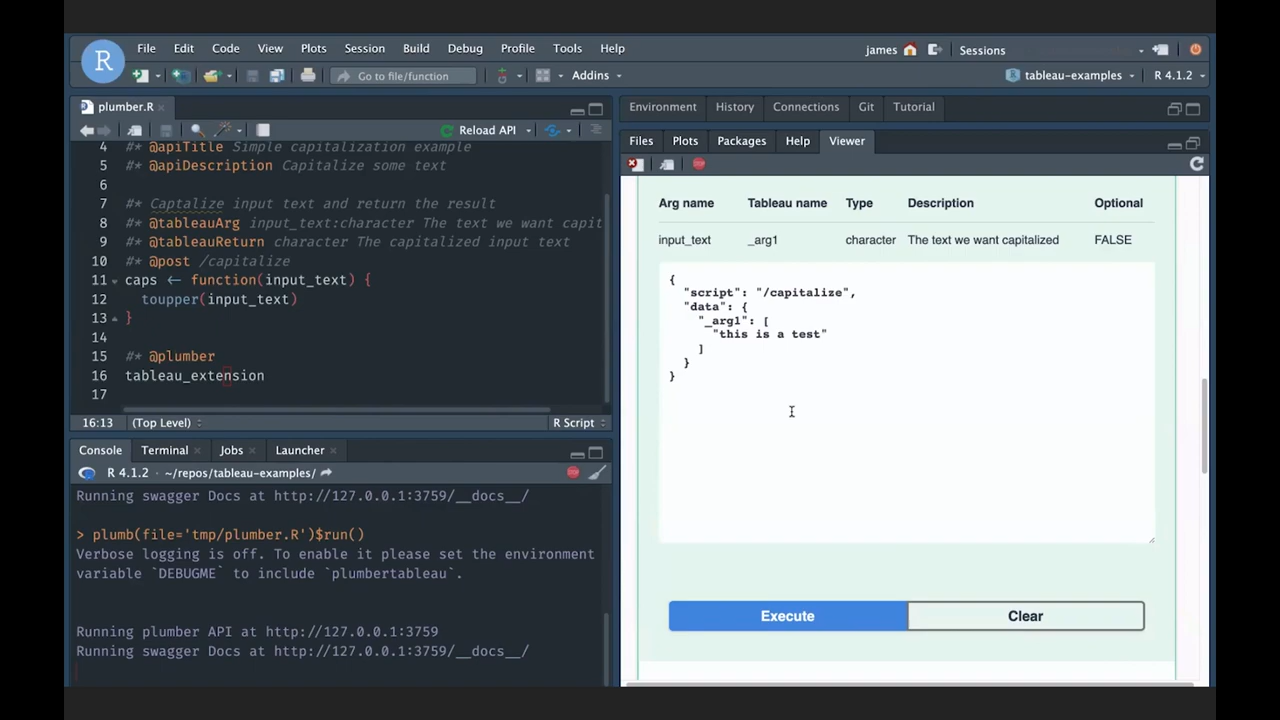 R
File Edit Code View Plots Session Build Debug Profile Tools Help
james Sessions
Go to file/function Addins
tableau-examples R 4.1.2
plumber.R
Reload API
4 #* @apiTitle Simple capitalization example
5 #* @apiDescription Capitalize some text
6
7 #* Captalize input text and return the result
8 #* @tableauArg input_text:character The text we want capit
9 #* @tableauReturn character The capitalized input text
10 #* @post /capitalize
11 caps ← function(input_text) {
12 toupper(input_text)
13 }
14
15 #* @plumber
16 tableau_extension
17
16:13 (Top Level) R Script
Console Terminal Jobs Launcher
R 4.1.2 · ~/repos/tableau-examples/
Running swagger Docs at http://127.0.0.1:3759/__docs__/
> plumb(file='tmp/plumber.R')$run()
Verbose logging is off. To enable it please set the environment
variable `DEBUGME` to include `plumbertableau`.
Running plumber API at http://127.0.0.1:3759
Running swagger Docs at http://127.0.0.1:3759/__docs__/
Environment History Connections Git Tutorial
Files Plots Packages Help Viewer
Arg name Tableau name Type Description Optional
input_text _arg1 character The text we want capitalized FALSE
{
"script": "/capitalize",
"data": {
"_arg1": [
"this is a test"
]
}
}
Execute Clear